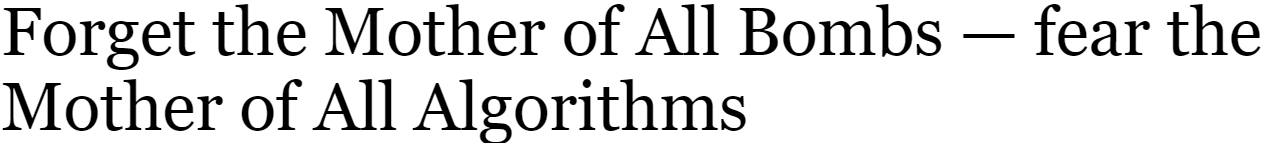 Forget the Mother of All Bombs — fear the
Mother of All Algorithms